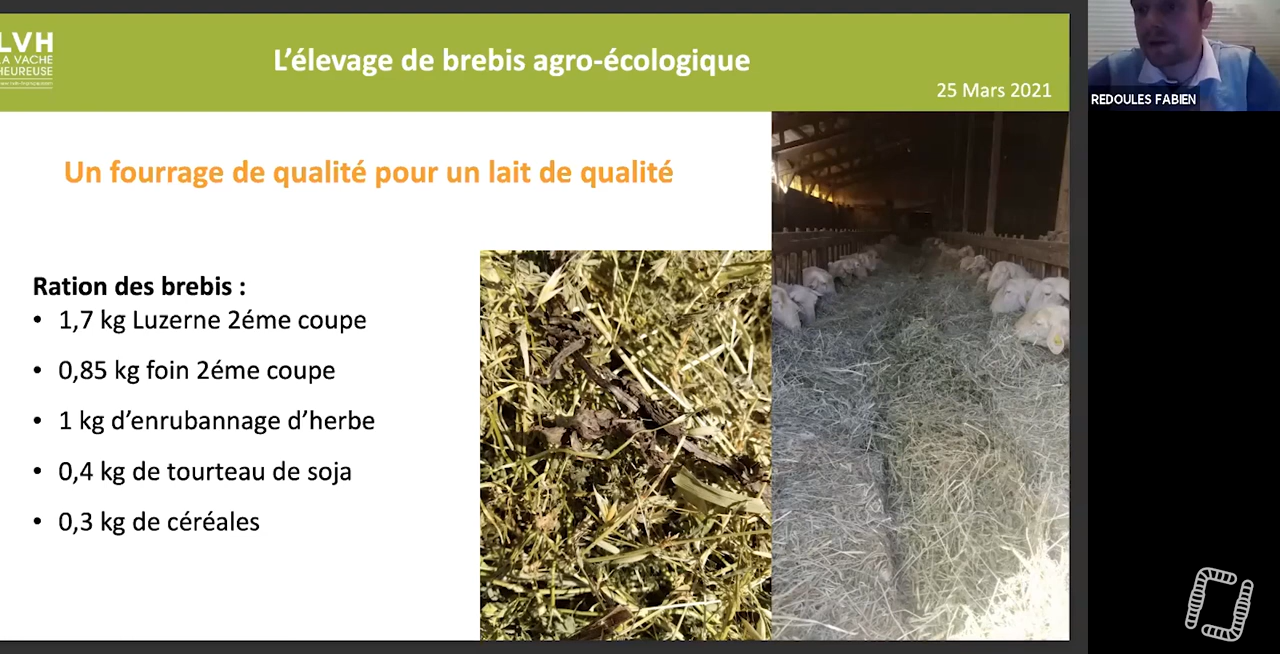 LVH
LA VACHE
HEUREUSE
L’élevage de brebis agro-écologique
25 Mars 2021
REDOULES FABIEN
Un fourrage de qualité pour un lait de qualité
Ration des brebis :
• 1,7 kg Luzerne 2éme coupe
• 0,85 kg foin 2éme coupe
• 1 kg d’enrubannage d’herbe
• 0,4 kg de tourteau de soja
• 0,3 kg de céréales